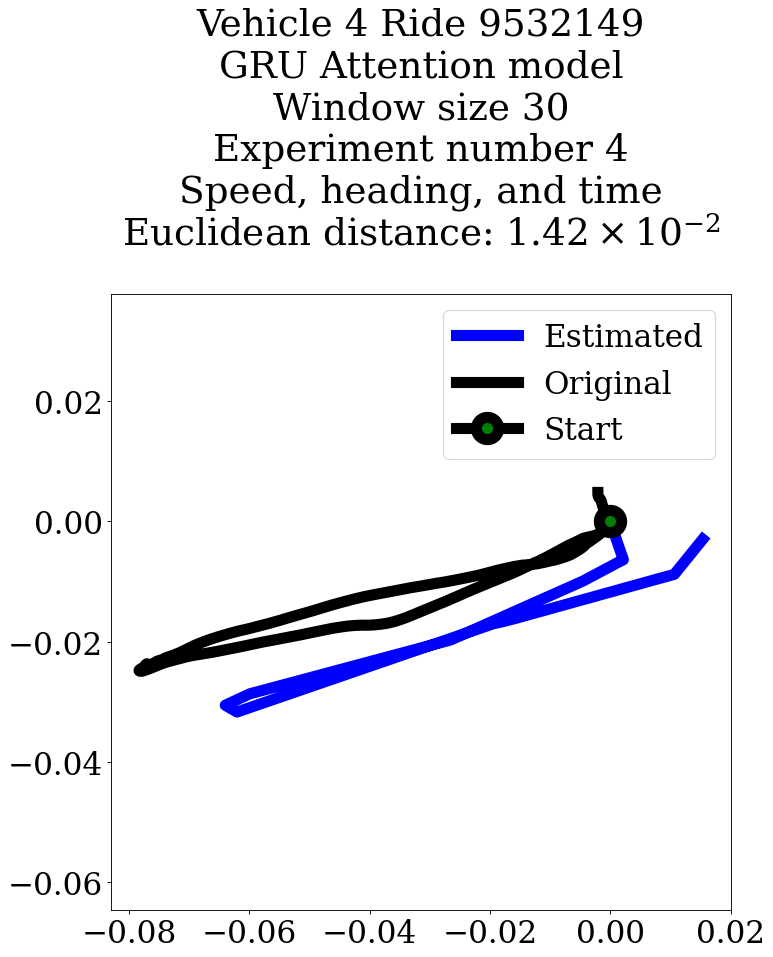 Vehicle 4 Ride 9532149
GRU Attention model
Window size 30
Experiment number 4
Speed, heading, and time
Euclidean distance: 1.42 × 10⁻²
Estimated
Original
Start
0.02
0.00
−0.02
−0.04
−0.06
−0.08 −0.06 −0.04 −0.02 0.00 0.02